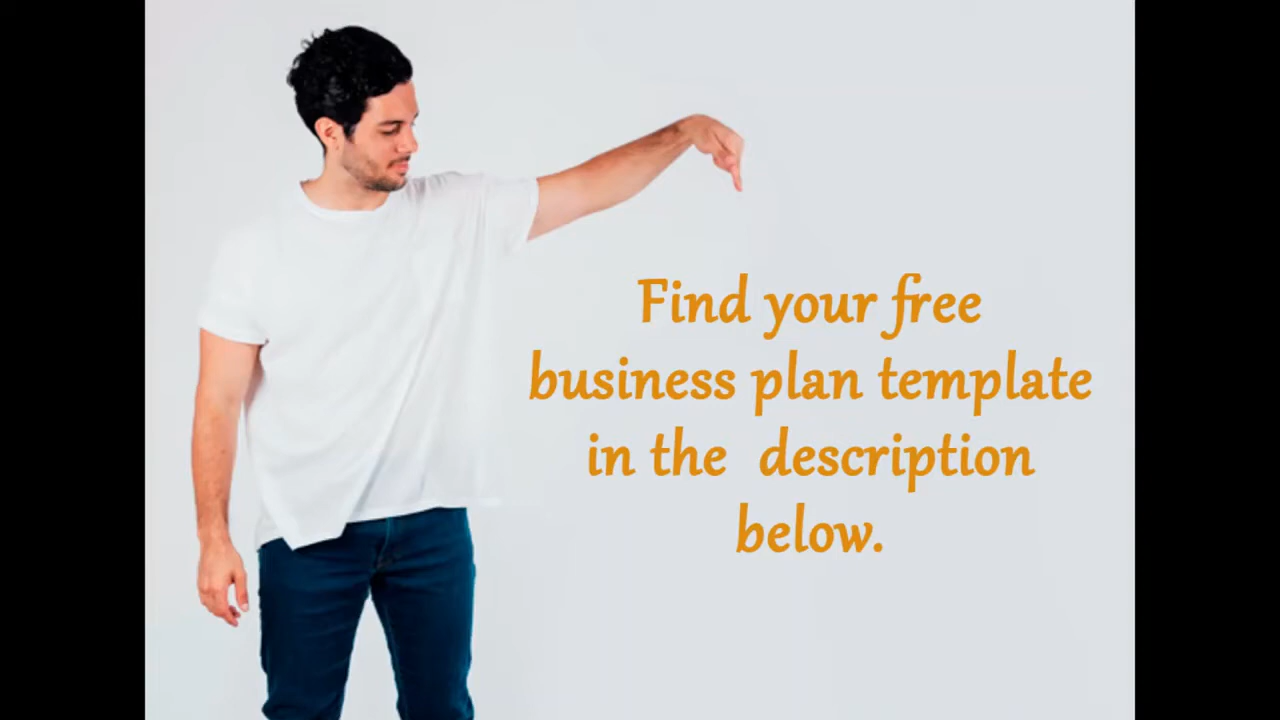 Find your free
business plan template
in the  description
below.